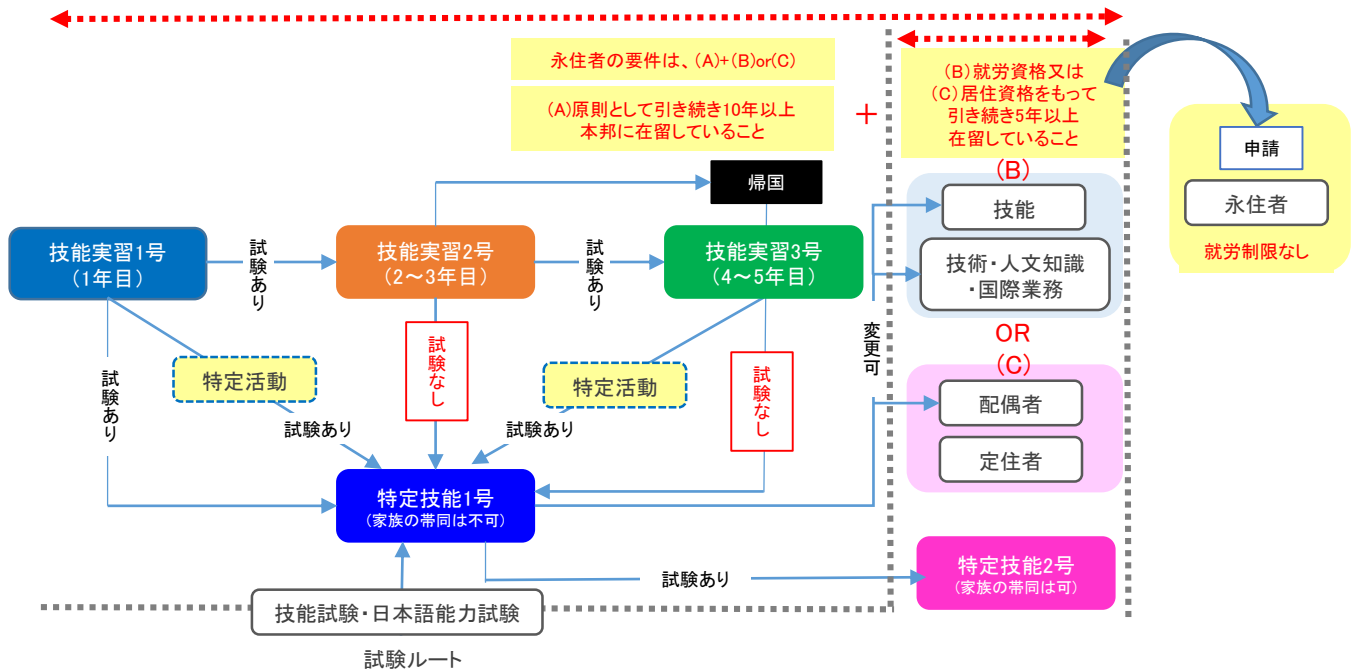 永住者の要件は、(A)+(B)or(C)
(A)原則として引き続き10年以上
本邦に在留していること
+
(B)就労資格又は
(C)居住資格をもって
引き続き5年以上
在留していること
申請
永住者
就労制限なし
帰国
(B)
技能
技術・人文知識
・国際業務
技能実習1号
(1年目)
試験あり
技能実習2号
(2~3年目)
試験あり
技能実習3号
(4~5年目)
変更可
OR
(C)
配偶者
定住者
試験あり
特定活動
試験あり
試験なし
特定活動
試験あり
試験なし
特定技能1号
(家族の帯同は不可)
試験あり
特定技能2号
(家族の帯同は可)
技能試験・日本語能力試験
試験ルート